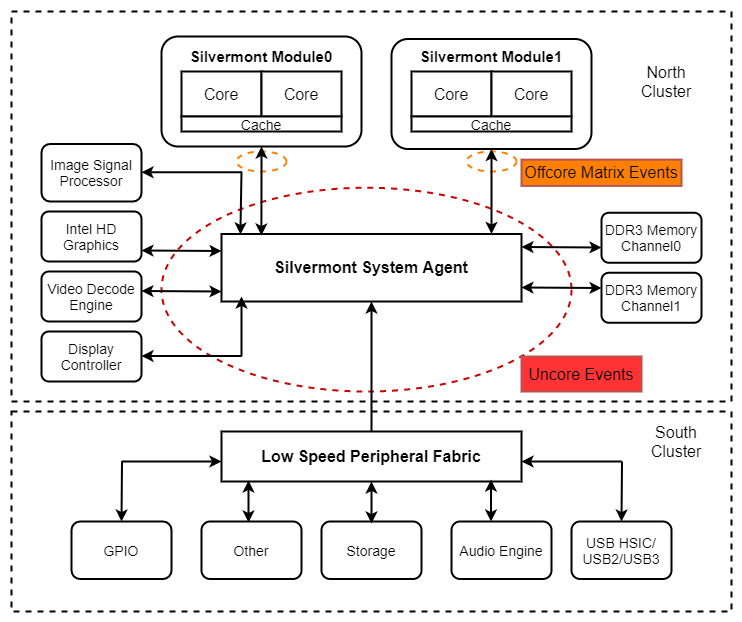 Silvermont Module0
Core
Core
Cache
Silvermont Module1
Core
Core
Cache
North
Cluster
Image Signal
Processor
Offcore Matrix Events
Intel HD
Graphics
DDR3 Memory
Channel0
Silvermont System Agent
Video Decode
Engine
DDR3 Memory
Channel1
Display
Controller
Uncore Events
South
Cluster
Low Speed Peripheral Fabric
GPIO
Other
Storage
Audio Engine
USB HSIC/
USB2/USB3